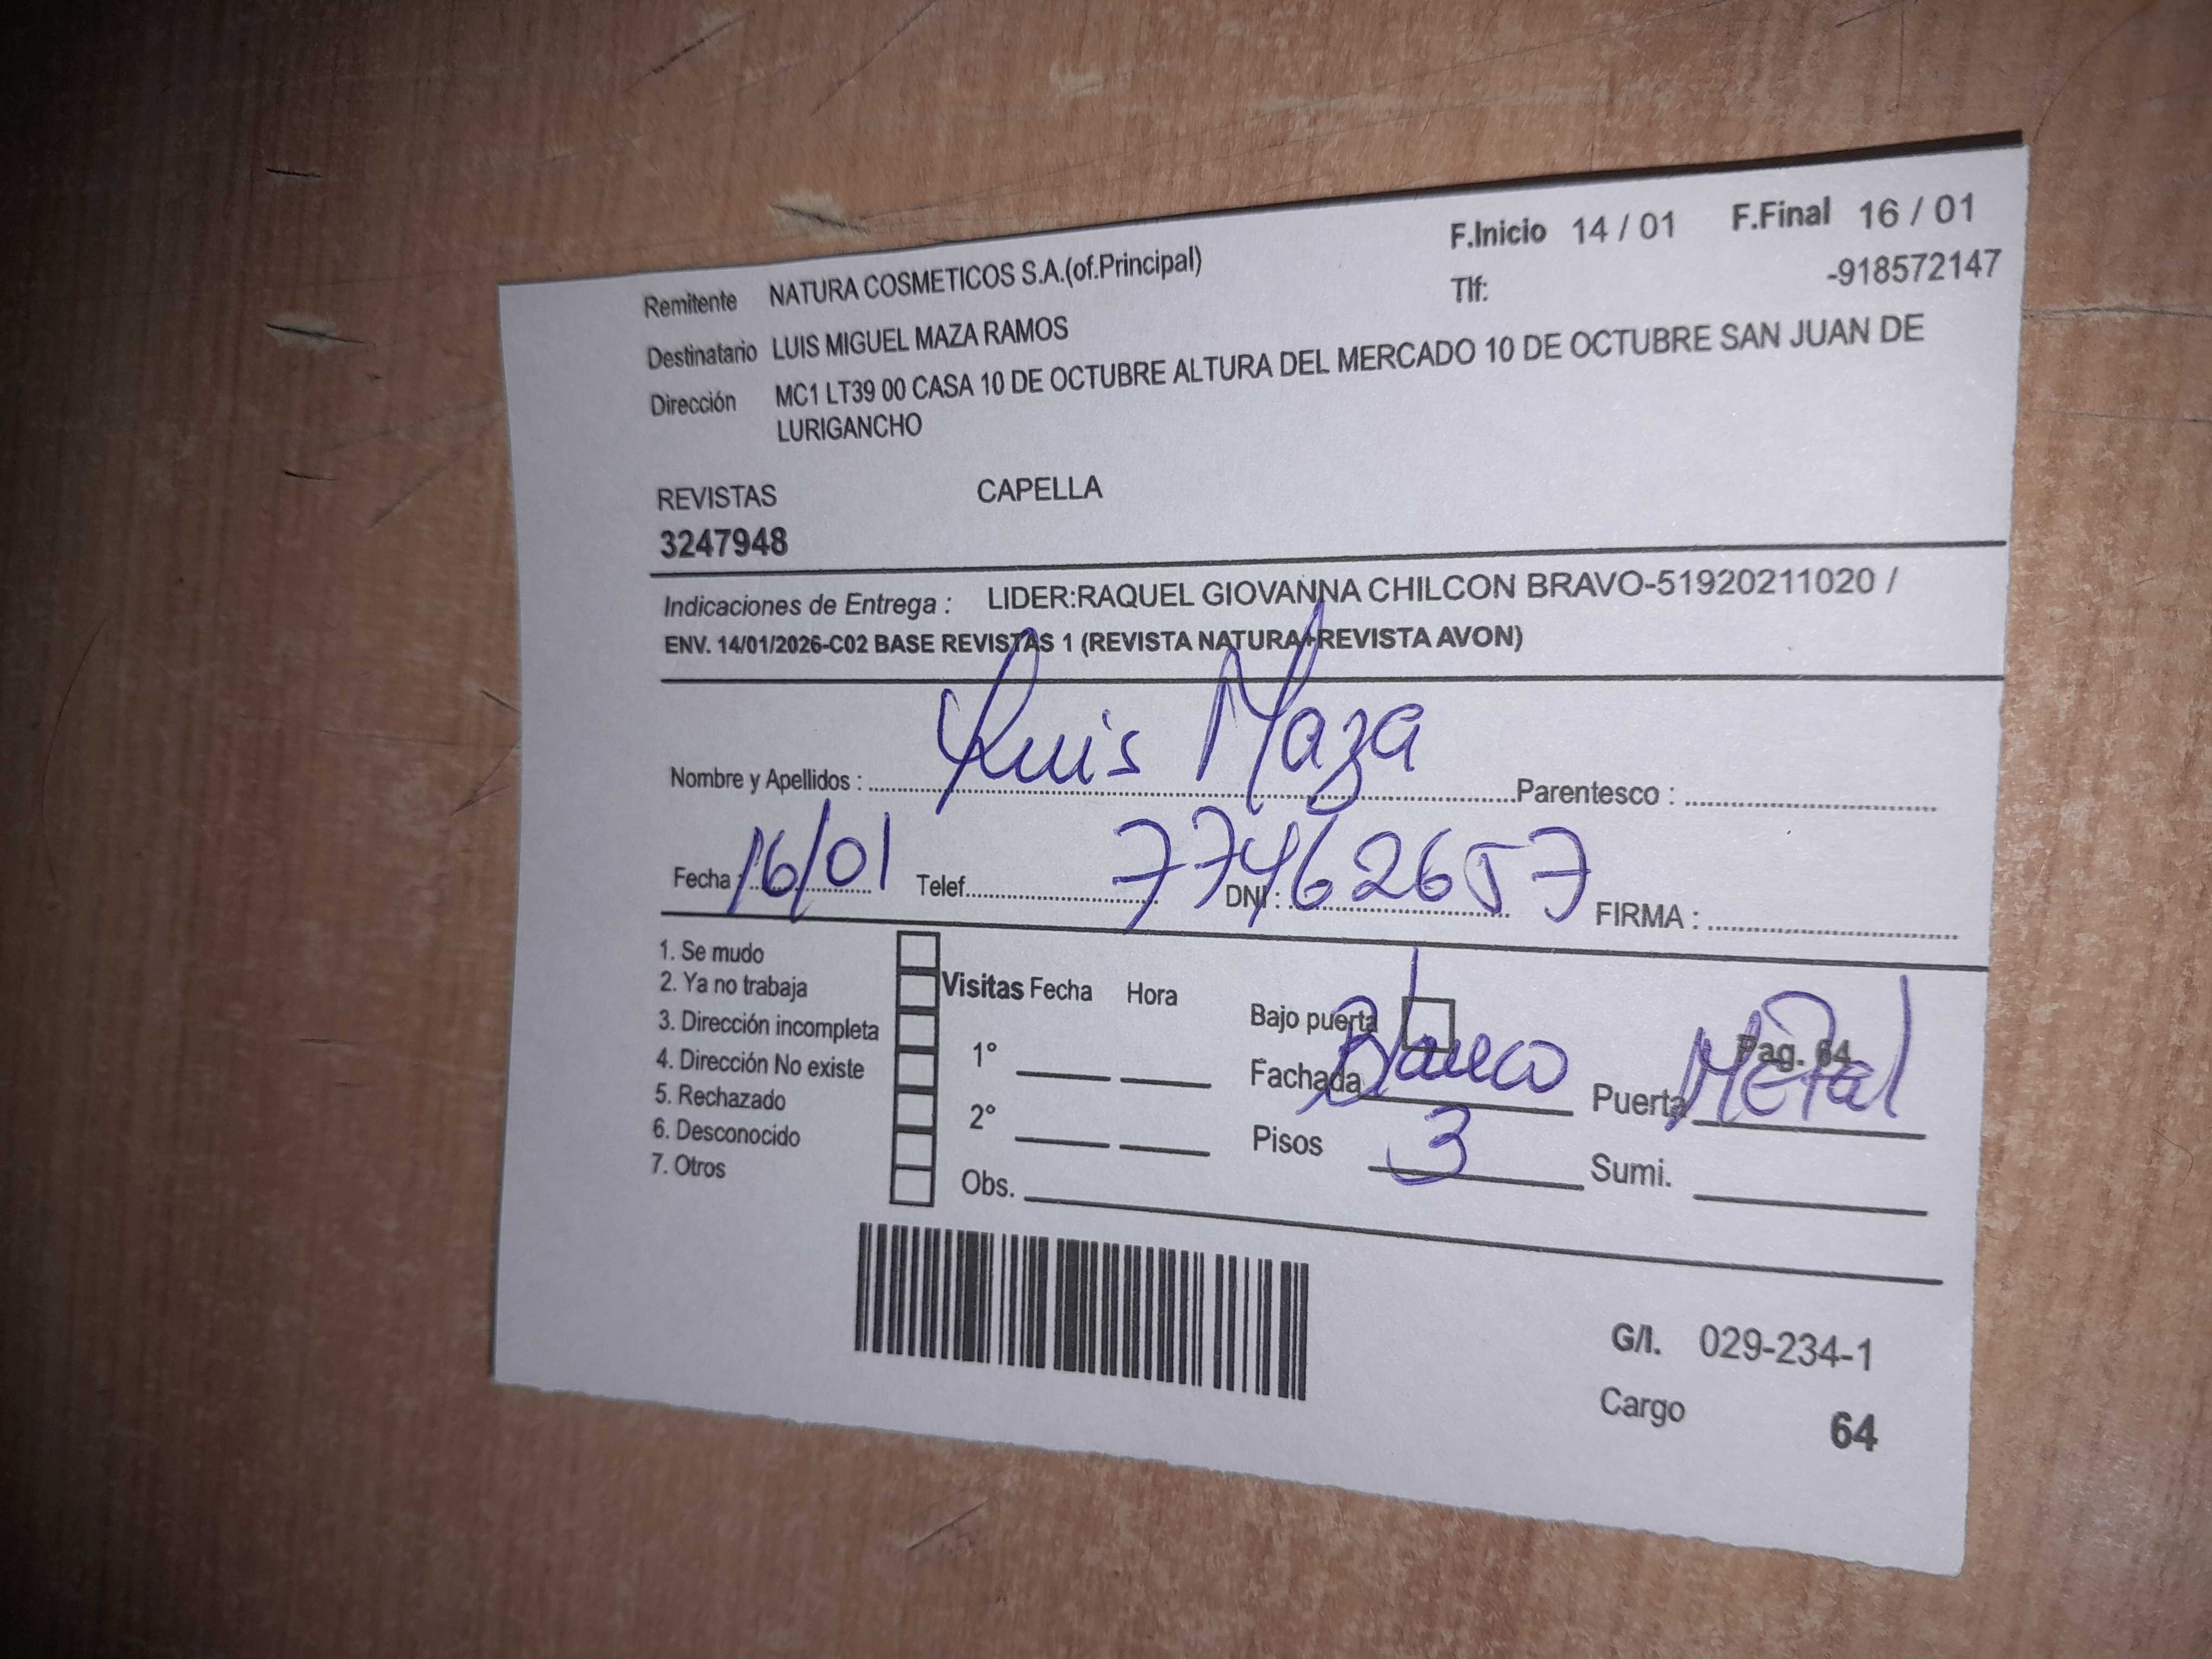 F.Inicio 14 / 01 F.Final 16 / 01
Remitente NATURA COSMETICOS S.A.(of.Principal) Tlf: -918572147
Destinatario LUIS MIGUEL MAZA RAMOS
Dirección MC1 LT39 00 CASA 10 DE OCTUBRE ALTURA DEL MERCADO 10 DE OCTUBRE SAN JUAN DE
LURIGANCHO
REVISTAS CAPELLA
3247948
Indicaciones de Entrega : LIDER:RAQUEL GIOVANNA CHILCON BRAVO-51920211020 /
ENV. 14/01/2026-C02 BASE REVISTAS 1 (REVISTA NATURA+REVISTA AVON)
Nombre y Apellidos : Luis Maza Parentesco :
Fecha : 16/01 Telef. DNI : 77462657 FIRMA :
1. Se mudo
2. Ya no trabaja Visitas Fecha Hora Bajo puerta Pag. 64
3. Dirección incompleta 1° Fachada Blanco Puerta Metal
4. Dirección No existe
5. Rechazado 2° Pisos 3 Sumi.
6. Desconocido
7. Otros Obs.
G/I. 029-234-1
Cargo 64